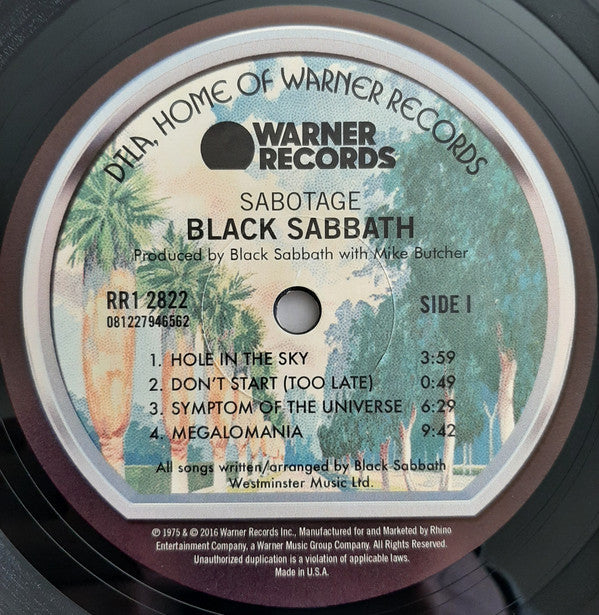 DTLA, HOME OF WARNER RECORDS
WARNER
RECORDS
SABOTAGE
BLACK SABBATH
Produced by Black Sabbath with Mike Butcher
RR1 2822
081227946562
SIDE 1
1. HOLE IN THE SKY 3:59
2. DON'T START (TOO LATE) 0:49
3. SYMPTOM OF THE UNIVERSE 6:29
4. MEGALOMANIA 9:42
All songs written/arranged by Black Sabbath
Westminster Music Ltd.
℗ 1975 & © 2016 Warner Records Inc., Manufactured for and Marketed by Rhino
Entertainment Company, a Warner Music Group Company. All Rights Reserved.
Unauthorized duplication is a violation of applicable laws.
Made in U.S.A.